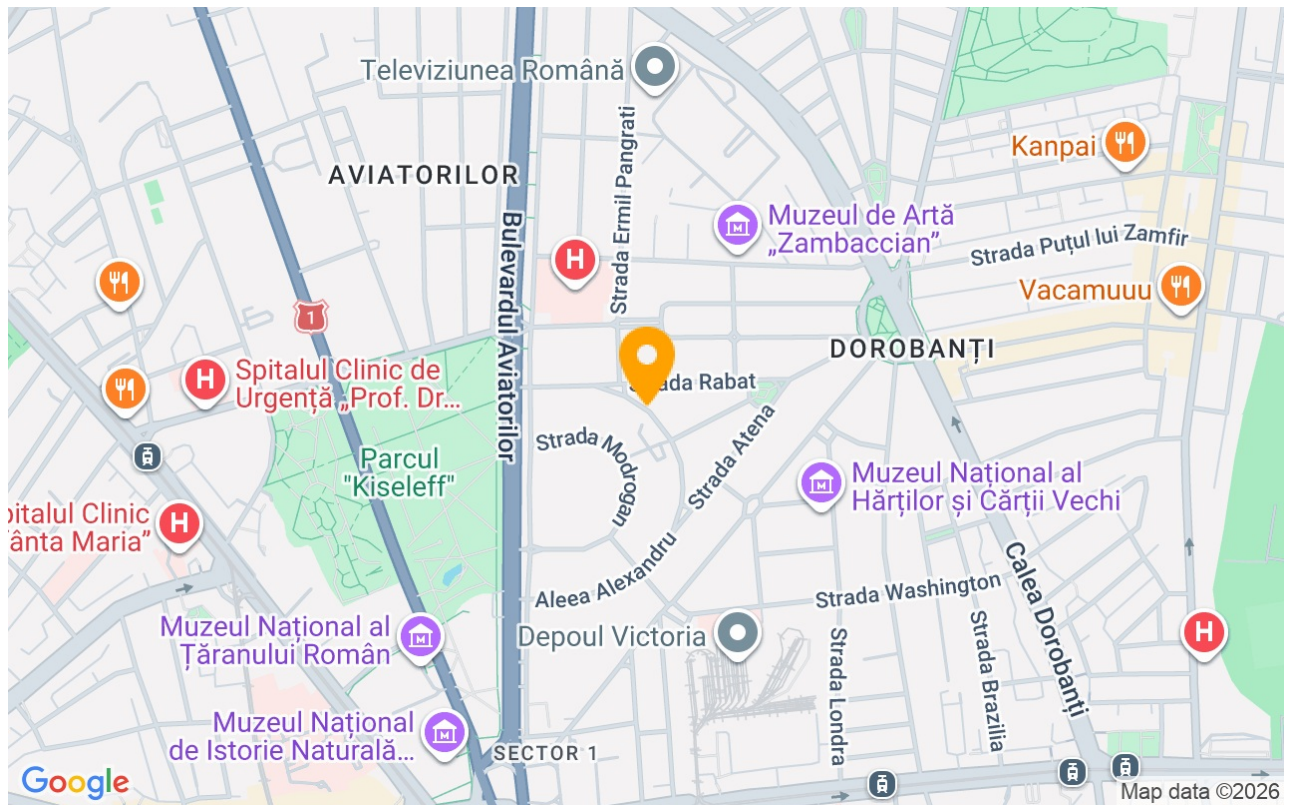 Televiziunea Română
Strada Ermil Pangrati
Kanpai
AVIATORILOR
Bulevardul Aviatorilor
Muzeul de Artă
„Zambaccian”
Strada Puțul lui Zamfir
H
Vacamuuu
1
DOROBANȚI
H
Spitalul Clinic de
Urgență „Prof. Dr...
Strada Rabat
Strada Modrogan
Strada Atena
Parcul
"Kiseleff"
Muzeul Național al
Hărților și Cărții Vechi
pitalul Clinic
ânta Maria”
H
Calea Dorobanți
Aleea Alexandru
Strada Washington
Muzeul Național al
Țăranului Român
Depoul Victoria
Strada Londra
Strada Brazilia
H
Muzeul Național
de Istorie Naturală...
SECTOR 1
Google
Map data ©2026